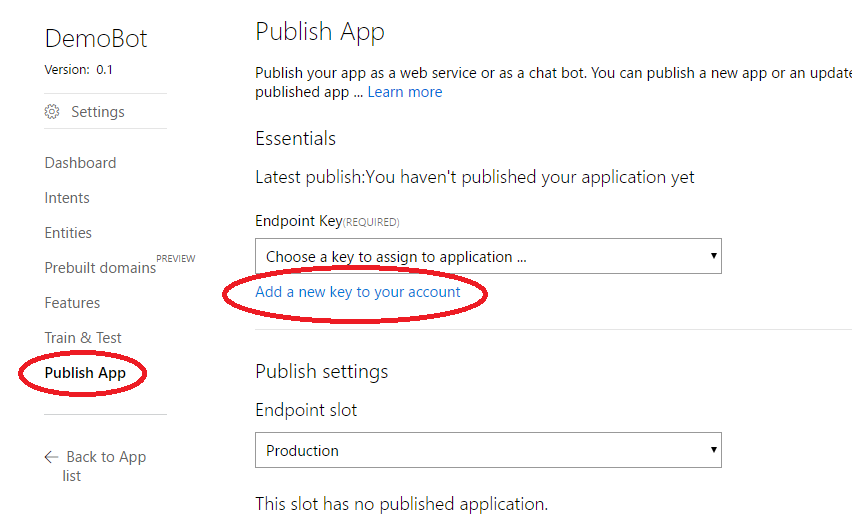 DemoBot
Version: 0.1
Settings
Dashboard
Intents
Entities
Prebuilt domains PREVIEW
Features
Train & Test
Publish App
Back to App
list
Publish App
Publish your app as a web service or as a chat bot. You can publish a new app or an update
published app ... Learn more
Essentials
Latest publish:You haven't published your application yet
Endpoint Key(REQUIRED)
Choose a key to assign to application ...
Add a new key to your account
Publish settings
Endpoint slot
Production
This slot has no published application.